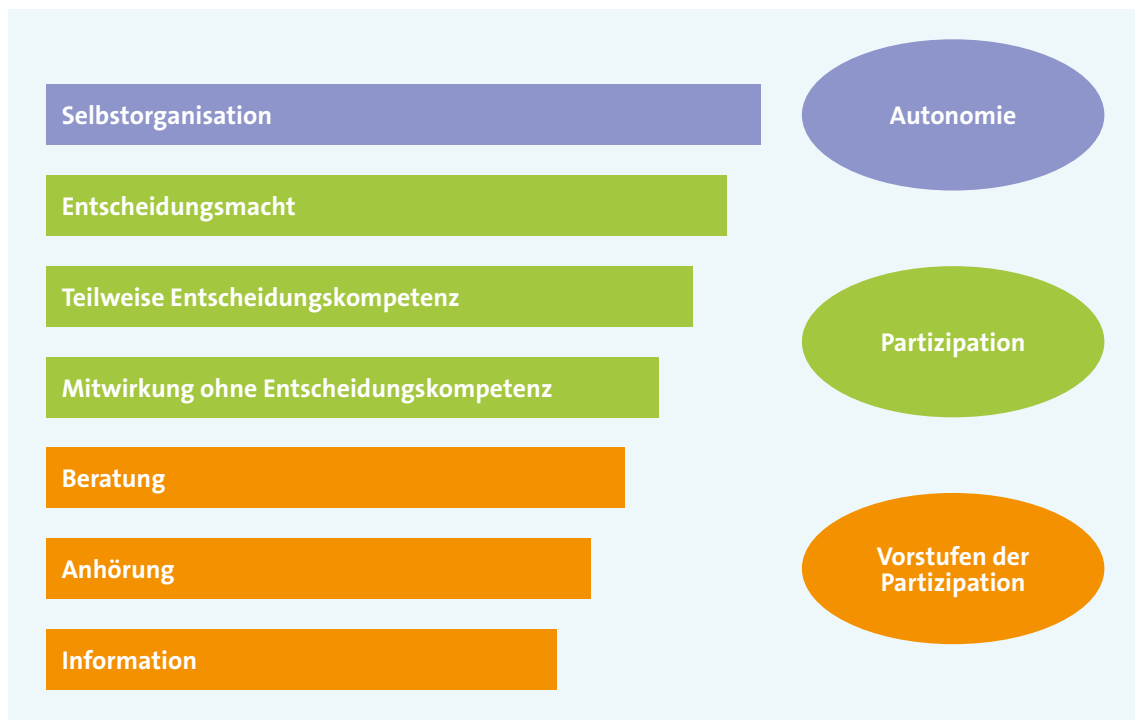 Selbstorganisation
Autonomie
Entscheidungsmacht
Teilweise Entscheidungskompetenz
Partizipation
Mitwirkung ohne Entscheidungskompetenz
Beratung
Vorstufen der
Partizipation
Anhörung
Information